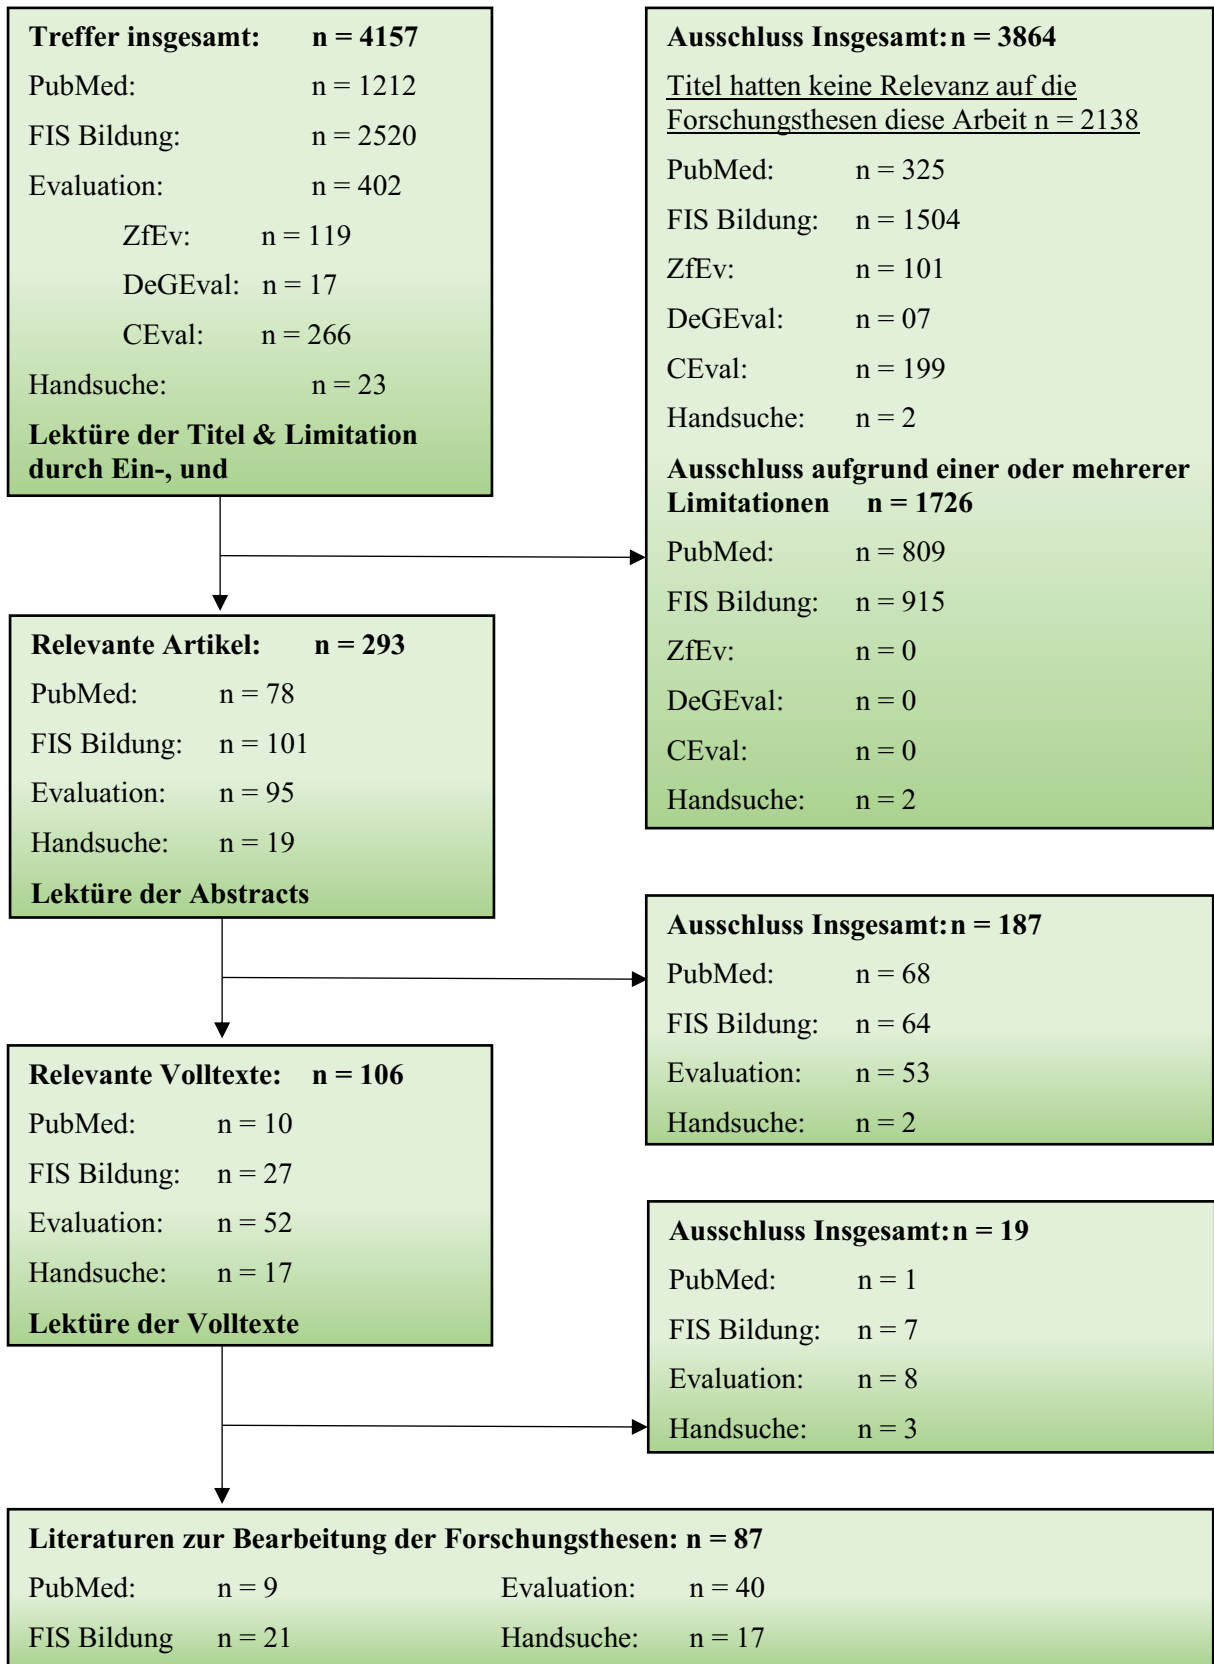 Treffer insgesamt: n = 4157
PubMed: n = 1212
FIS Bildung: n = 2520
Evaluation: n = 402
ZfEv: n = 119
DeGEval: n = 17
CEval: n = 266
Handsuche: n = 23
Lektüre der Titel & Limitation
durch Ein-, und
Ausschluss Insgesamt: n = 3864
Titel hatten keine Relevanz auf die
Forschungsthesen diese Arbeit n = 2138
PubMed: n = 325
FIS Bildung: n = 1504
ZfEv: n = 101
DeGEval: n = 07
CEval: n = 199
Handsuche: n = 2
Ausschluss aufgrund einer oder mehrerer
Limitationen n = 1726
PubMed: n = 809
FIS Bildung: n = 915
ZfEv: n = 0
DeGEval: n = 0
CEval: n = 0
Handsuche: n = 2
Relevante Artikel: n = 293
PubMed: n = 78
FIS Bildung: n = 101
Evaluation: n = 95
Handsuche: n = 19
Lektüre der Abstracts
Ausschluss Insgesamt: n = 187
PubMed: n = 68
FIS Bildung: n = 64
Evaluation: n = 53
Handsuche: n = 2
Relevante Volltexte: n = 106
PubMed: n = 10
FIS Bildung: n = 27
Evaluation: n = 52
Handsuche: n = 17
Lektüre der Volltexte
Ausschluss Insgesamt: n = 19
PubMed: n = 1
FIS Bildung: n = 7
Evaluation: n = 8
Handsuche: n = 3
Literaturen zur Bearbeitung der Forschungsthesen: n = 87
PubMed: n = 9 Evaluation: n = 40
FIS Bildung n = 21 Handsuche: n = 17